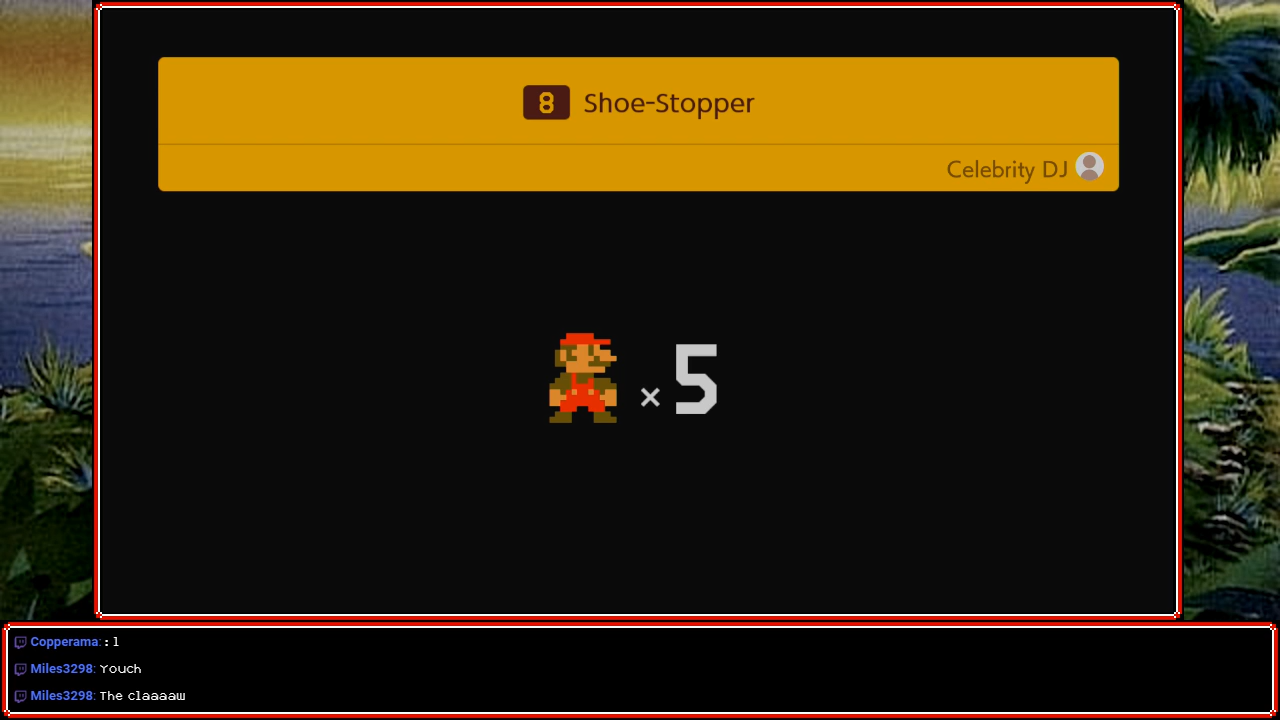 8 Shoe-Stopper
Celebrity DJ
× 5
Copperama: : l
Miles3298: Youch
Miles3298: The claaaaw